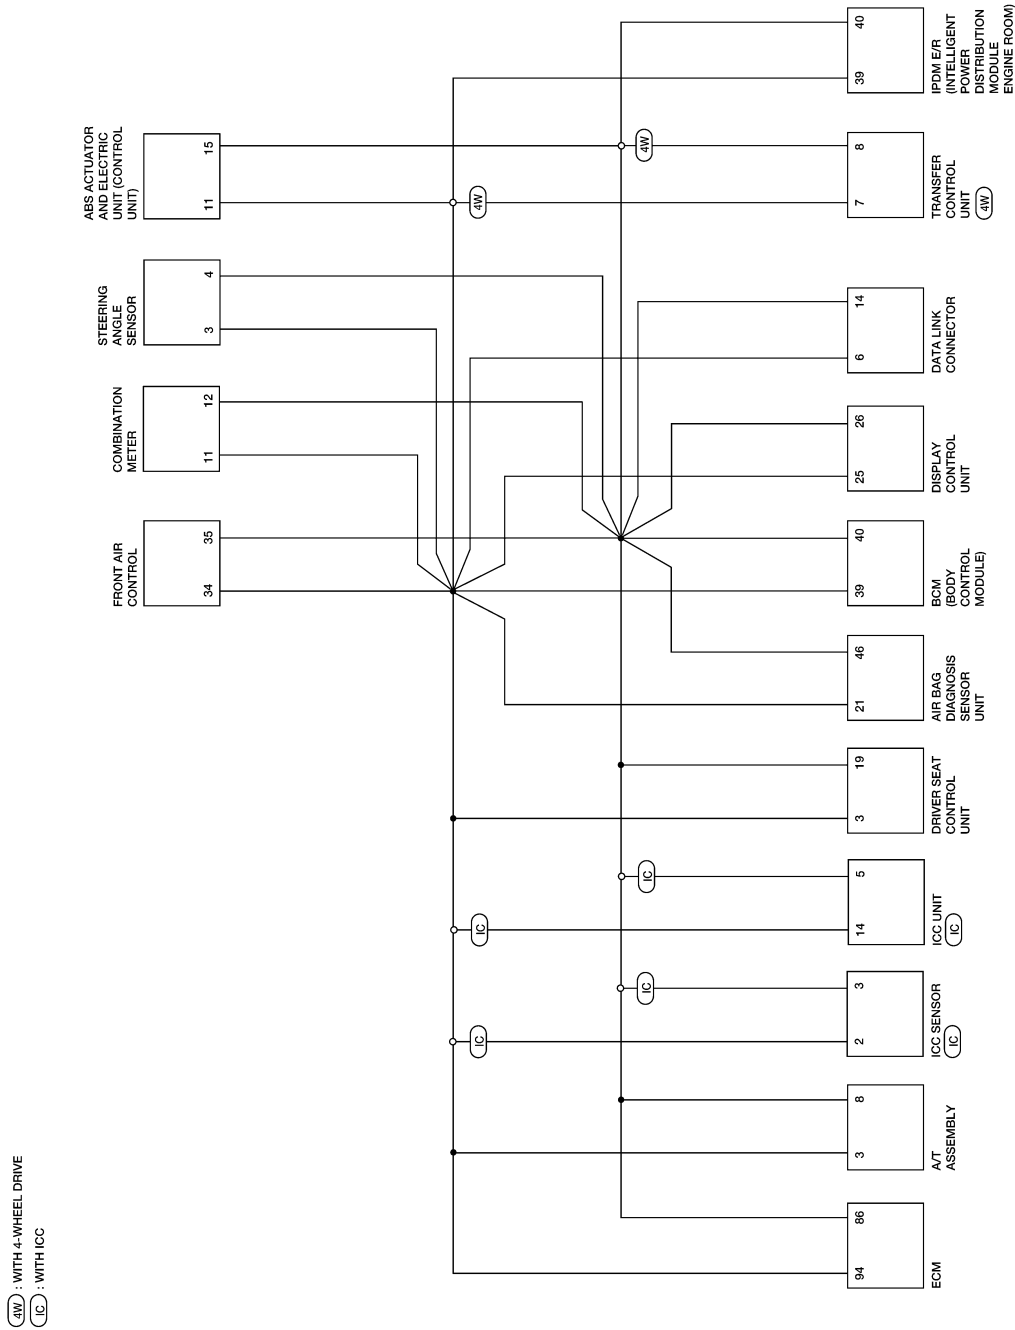 4W : WITH 4-WHEEL DRIVE
IC : WITH ICC
FRONT AIR
CONTROL
34
35
COMBINATION
METER
11
12
STEERING
ANGLE
SENSOR
3
4
ABS ACTUATOR
AND ELECTRIC
UNIT (CONTROL
UNIT)
11
15
IC
IC
4W
IC
IC
4W
94
86
ECM
3
8
A/T
ASSEMBLY
2
3
ICC SENSOR
IC
14
5
ICC UNIT
IC
3
19
DRIVER SEAT
CONTROL
UNIT
21
46
AIR BAG
DIAGNOSIS
SENSOR
UNIT
39
40
BCM
(BODY
CONTROL
MODULE)
25
26
DISPLAY
CONTROL
UNIT
6
14
DATA LINK
CONNECTOR
7
8
TRANSFER
CONTROL
UNIT
4W
39
40
IPDM E/R
(INTELLIGENT
POWER
DISTRIBUTION
MODULE
ENGINE ROOM)